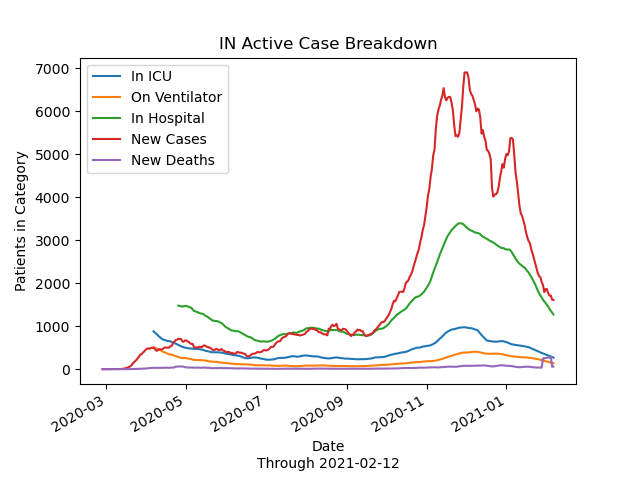 IN Active Case Breakdown
In ICU
On Ventilator
In Hospital
New Cases
New Deaths
Patients in Category
7000
6000
5000
4000
3000
2000
1000
0
2020-03
2020-05
2020-07
2020-09
2020-11
2021-01
Date
Through 2021-02-12